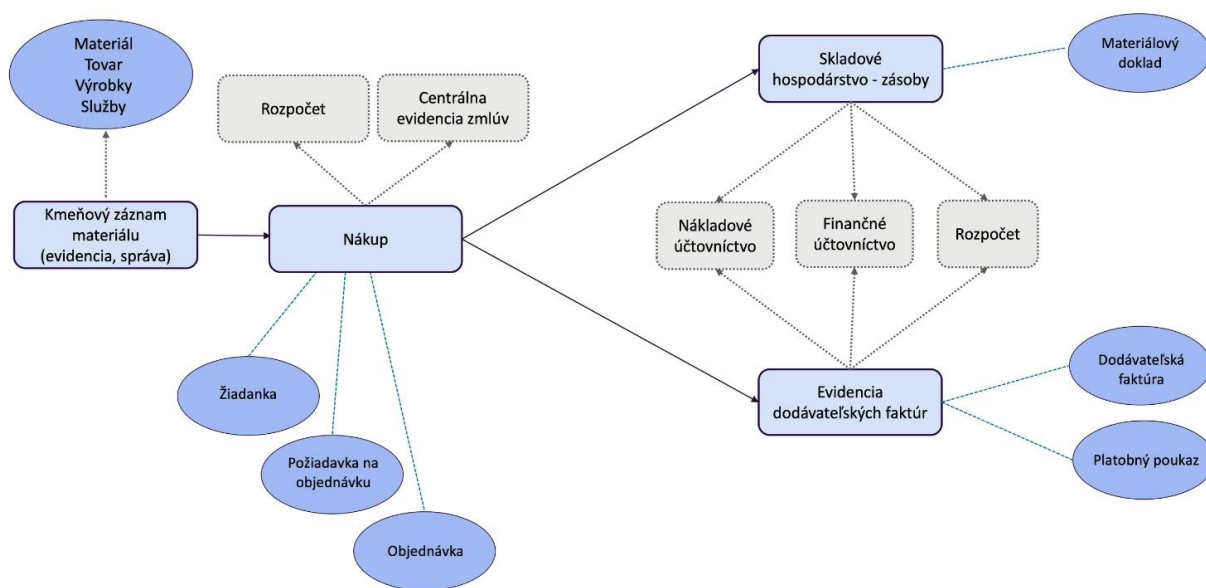 Materiál
Tovar
Výrobky
Služby
Rozpočet
Centrálna
evidencia zmlúv
Skladové
hospodárstvo - zásoby
Materiálový
doklad
Kmeňový záznam
materiálu
(evidencia, správa)
Nákup
Nákladové
účtovníctvo
Finančné
účtovníctvo
Rozpočet
Žiadanka
Požiadavka na
objednávku
Objednávka
Evidencia
dodávateľských faktúr
Dodávateľská
faktúra
Platobný poukaz